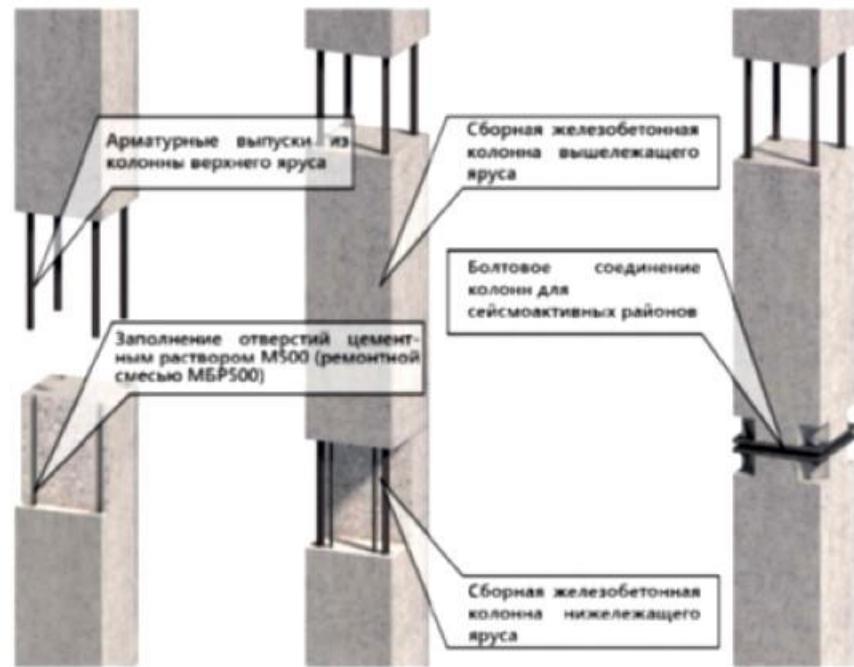 Арматурные выпуски из
колонны верхнего яруса
Сборная железобетонная
колонна вышележащего
яруса
Болтовое соединение
колонн для
сейсмоактивных районов
Заполнение отверстий цемент-
ным раствором М500 (ремонтной
смесью МБР500)
Сборная железобетонная
колонна нижележащего
яруса